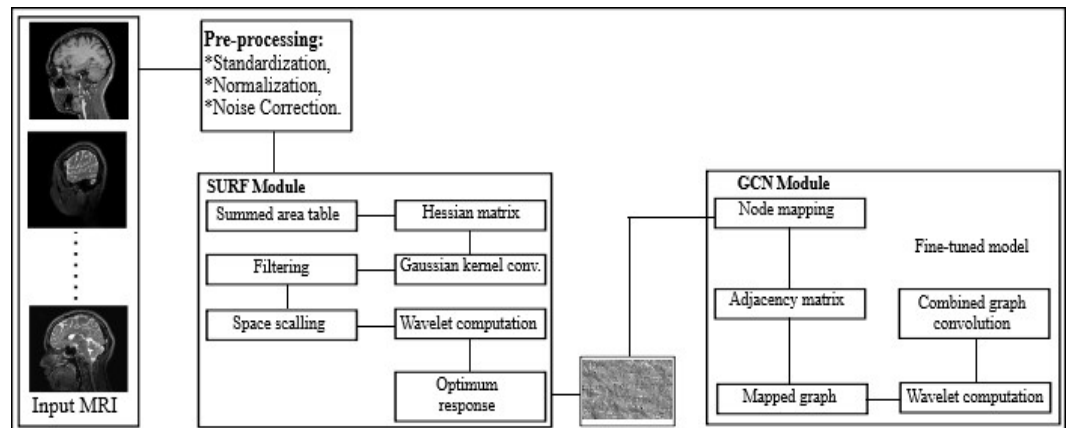 Pre-processing:
*Standardization,
*Normalization,
*Noise Correction.
Input MRI
SURF Module
Summed area table
Hessian matrix
Filtering
Gaussian kernel conv.
Space scalling
Wavelet computation
Optimum
response
GCN Module
Node mapping
Fine-tuned model
Adjacency matrix
Combined graph
convolution
Mapped graph
Wavelet computation